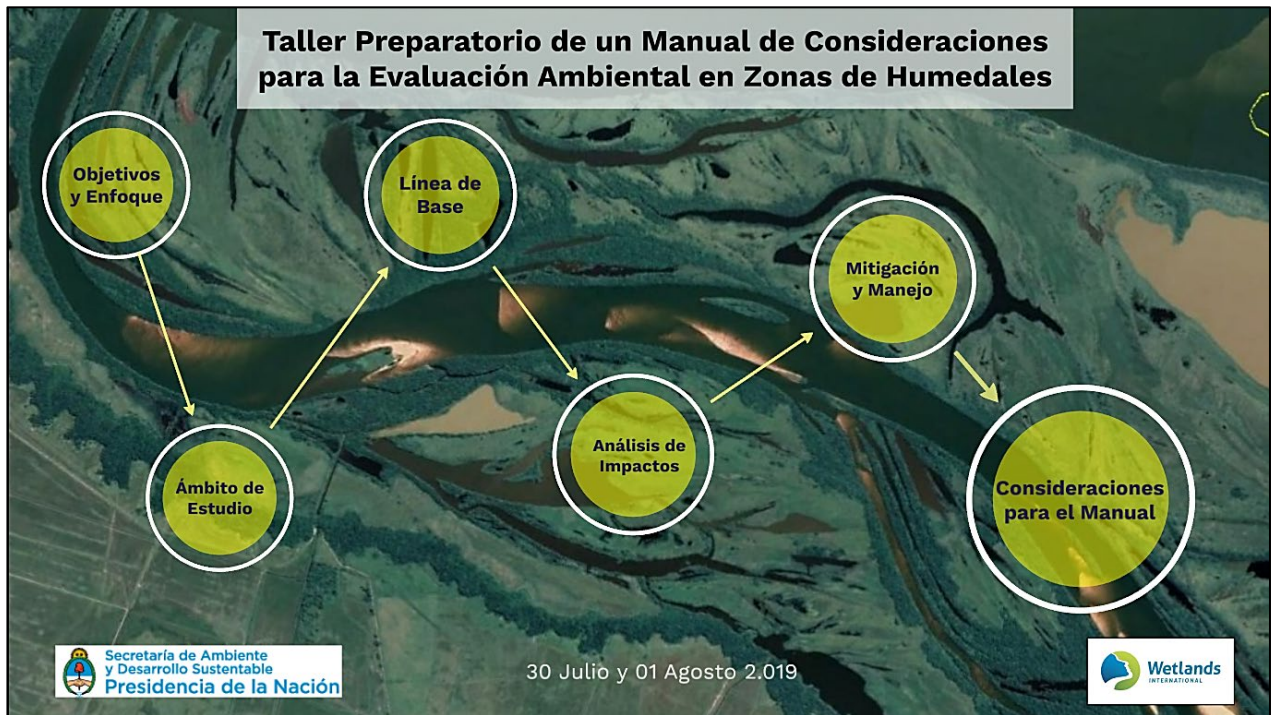 Taller Preparatorio de un Manual de Consideraciones
para la Evaluación Ambiental en Zonas de Humedales
Objetivos
y Enfoque
Línea de
Base
Mitigación
y Manejo
Ámbito de
Estudio
Análisis de
Impactos
Consideraciones
para el Manual
Secretaría de Ambiente
y Desarrollo Sustentable
Presidencia de la Nación
30 Julio y 01 Agosto 2.019
Wetlands
INTERNATIONAL